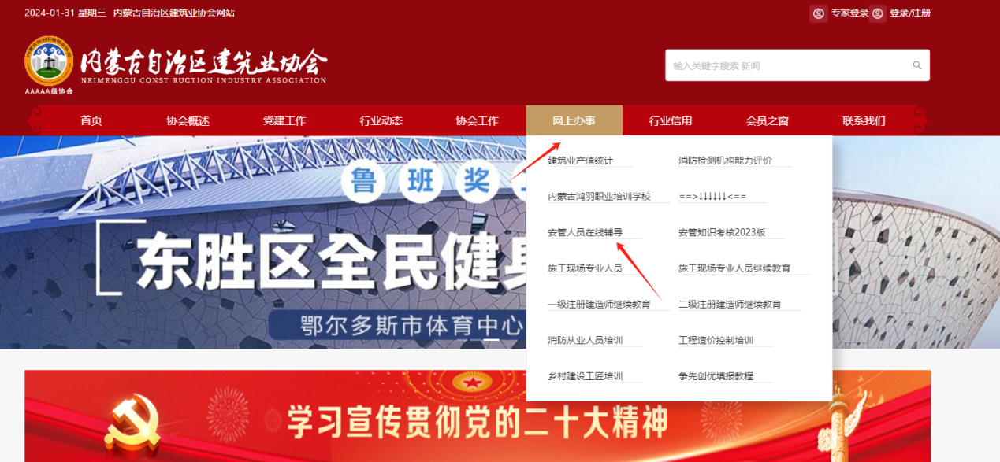 2024-01-31 星期三 内蒙古自治区建筑业协会网站
专家登录 登录/注册
内蒙古自治区建筑业协会
NEIMENGGU CONST RUCTION INDUSTRY ASSOCIATION
AAAAA级协会
输入关键字搜索 新闻
首页 协会概述 党建工作 行业动态 协会工作 网上办事 行业信用 会员之窗 联系我们
建筑业产值统计 消防检测机构能力评价
内蒙古鸿羽职业培训学校 ==>↓↓↓↓↓↓<==
安管人员在线辅导 安管知识考核2023版
施工现场专业人员 施工现场专业人员继续教育
一级注册建造师继续教育 二级注册建造师继续教育
消防从业人员培训 工程造价控制培训
乡村建设工匠培训 争先创优填报教程
鲁班奖
东胜区全民健身
鄂尔多斯市体育中心
学习宣传贯彻党的二十大精神